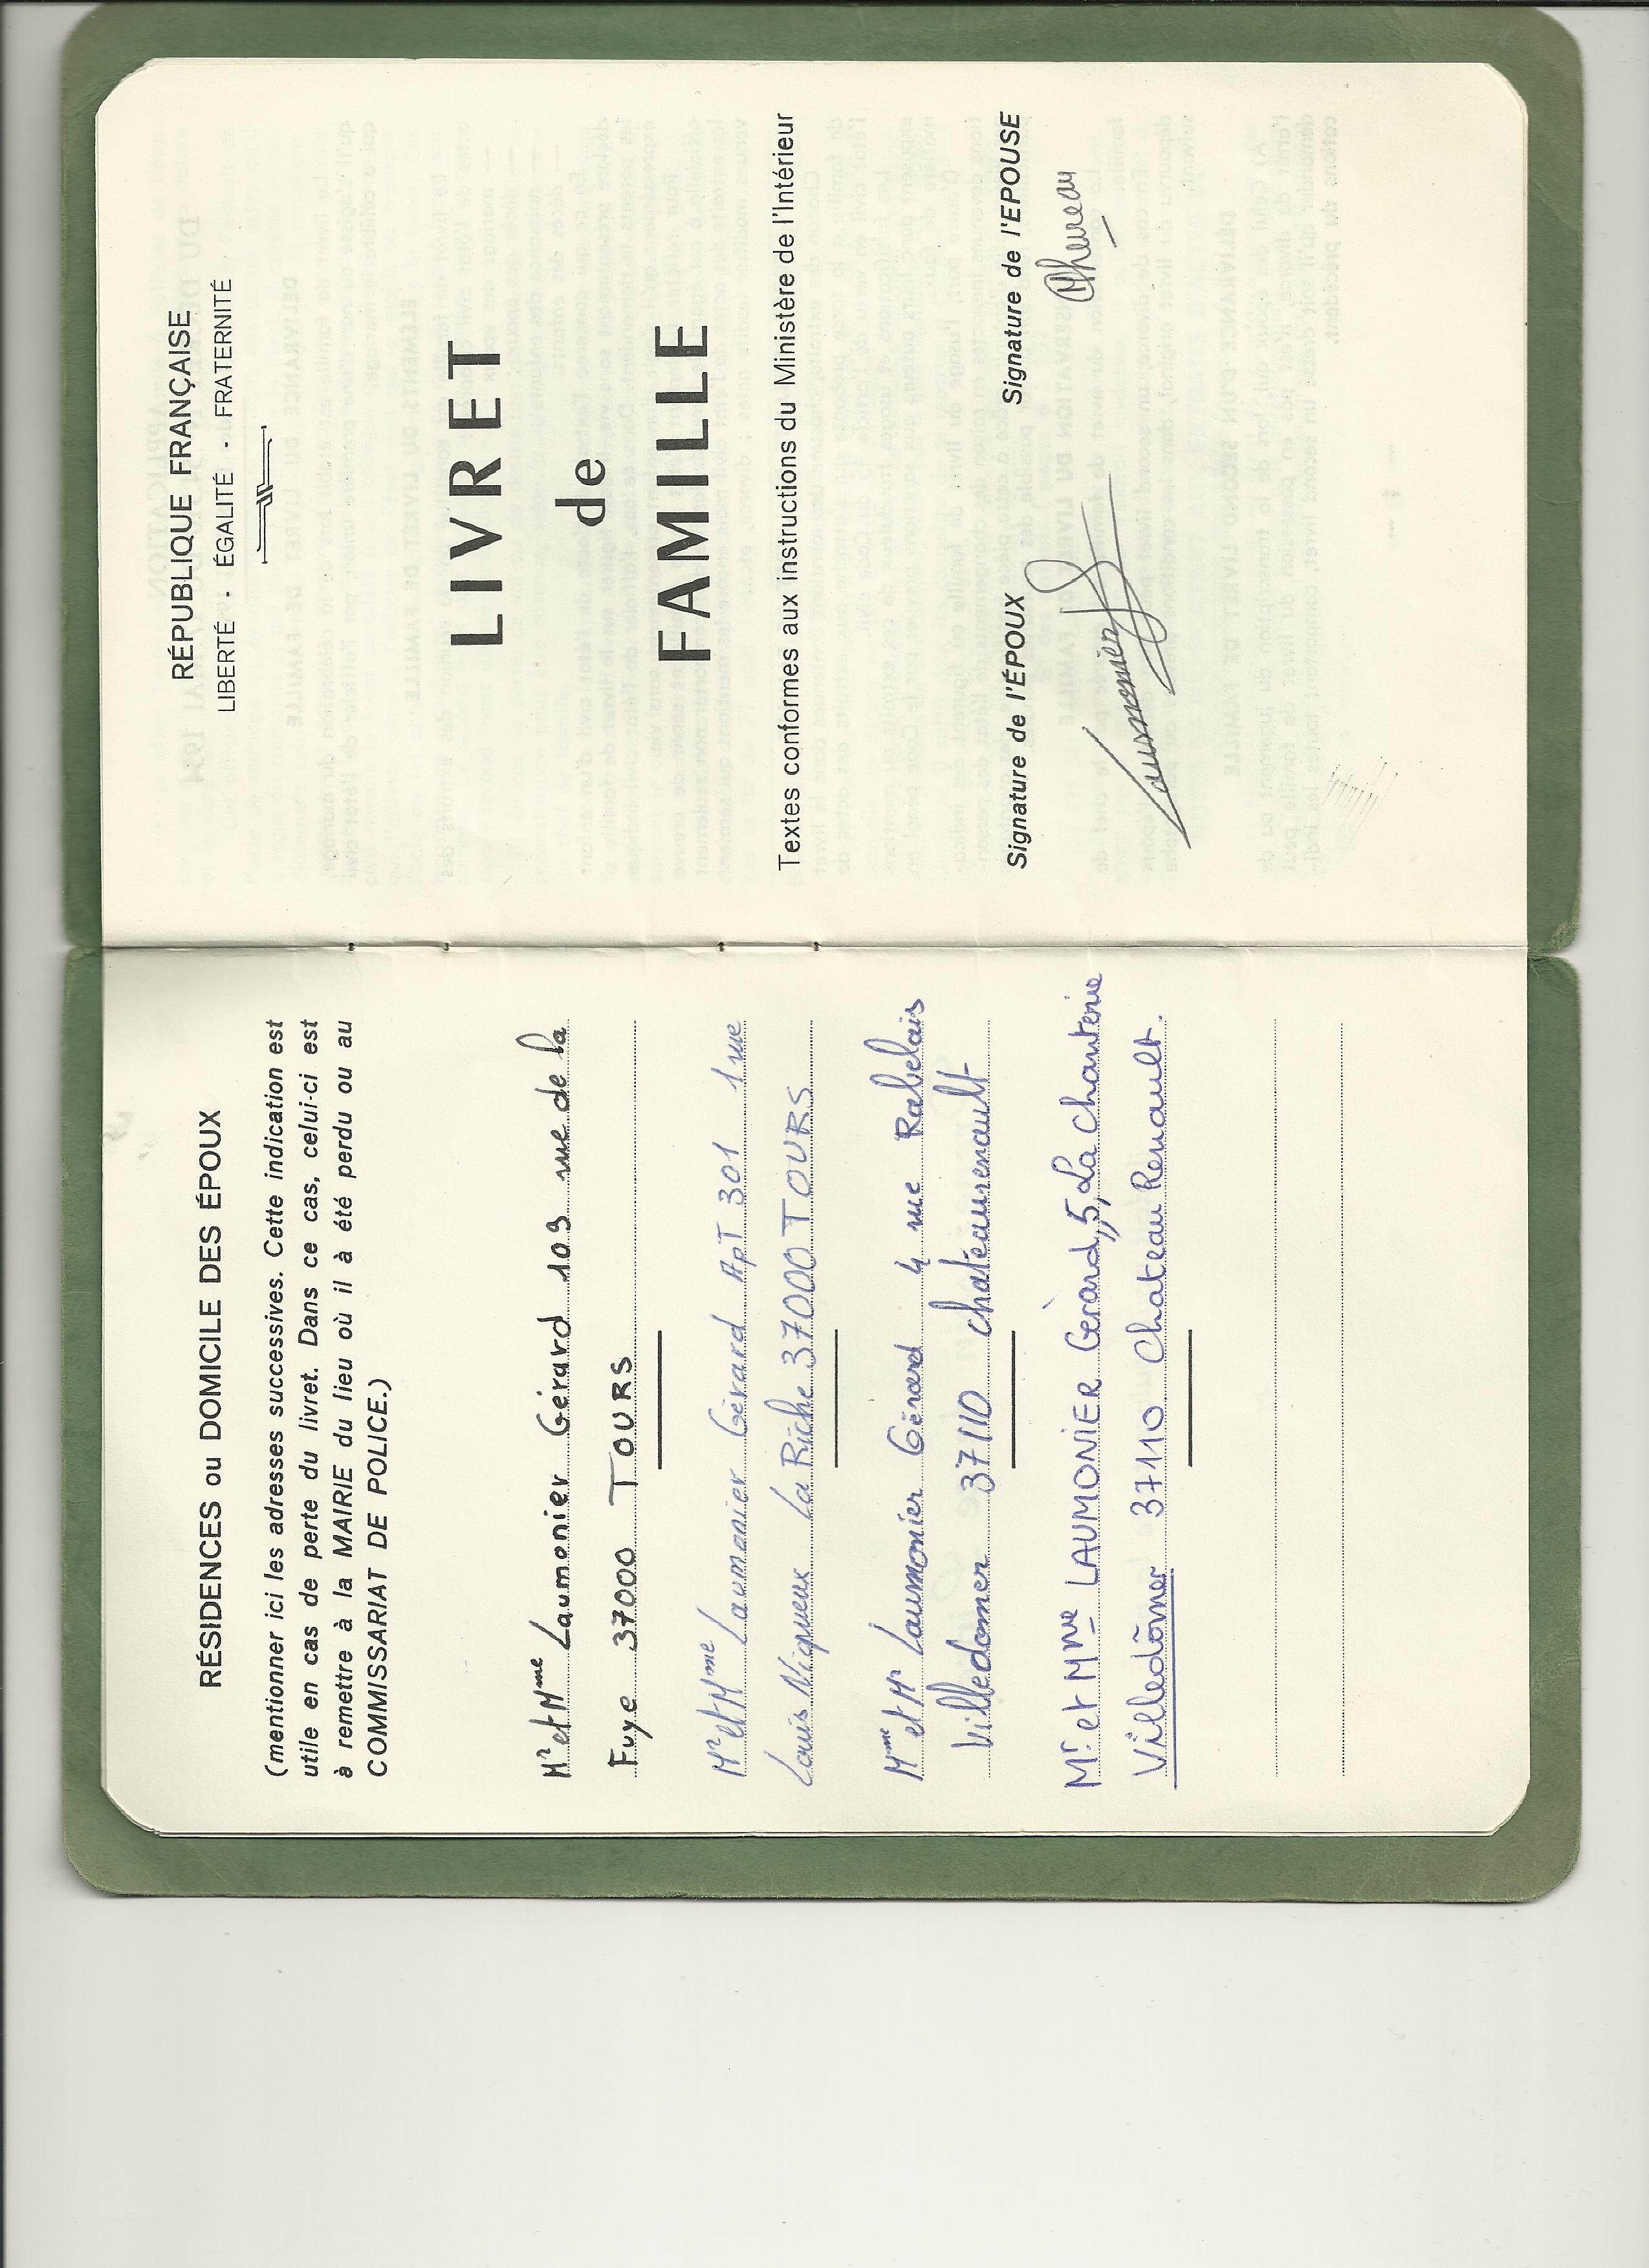 RÉSIDENCES ou DOMICILE DES ÉPOUX
(mentionner ici les adresses successives. Cette indication est
utile en cas de perte du livret. Dans ce cas, celui-ci est
à remettre à la MAIRIE du lieu où il à été perdu ou au
COMMISSARIAT DE POLICE.)
Mr et Mme Laumonier Gérard 109 rue de la
Fuye 37000 TOURS
Mr et Mme Laumonier Gérard ApT 301 1 rue
Louis Vigueux La Riche 37000 TOURS
Mme et Mr Laumonier Gérard 4 rue Rabelais
Villedomer 37110 chatéaurenault
Mr et Mme LAUMONIER Gérard, 5, La Chanterie
Villedômer 37110 Chateau Renault.
RÉPUBLIQUE FRANÇAISE
LIBERTÉ - ÉGALITÉ - FRATERNITÉ
LIVRET
de
FAMILLE
Textes conformes aux instructions du Ministère de l'Intérieur
Signature de l'ÉPOUX Signature de l'EPOUSE
Laumonier